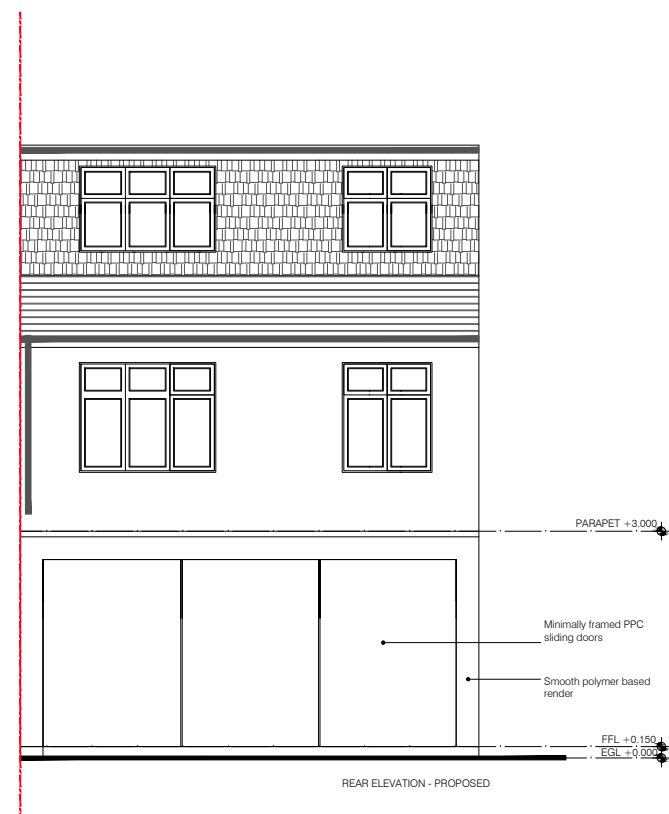 PARAPET +3.000
Minimally framed PPC
sliding doors
Smooth polymer based
render
FFL +0.150
EGL +0.000
REAR ELEVATION - PROPOSED